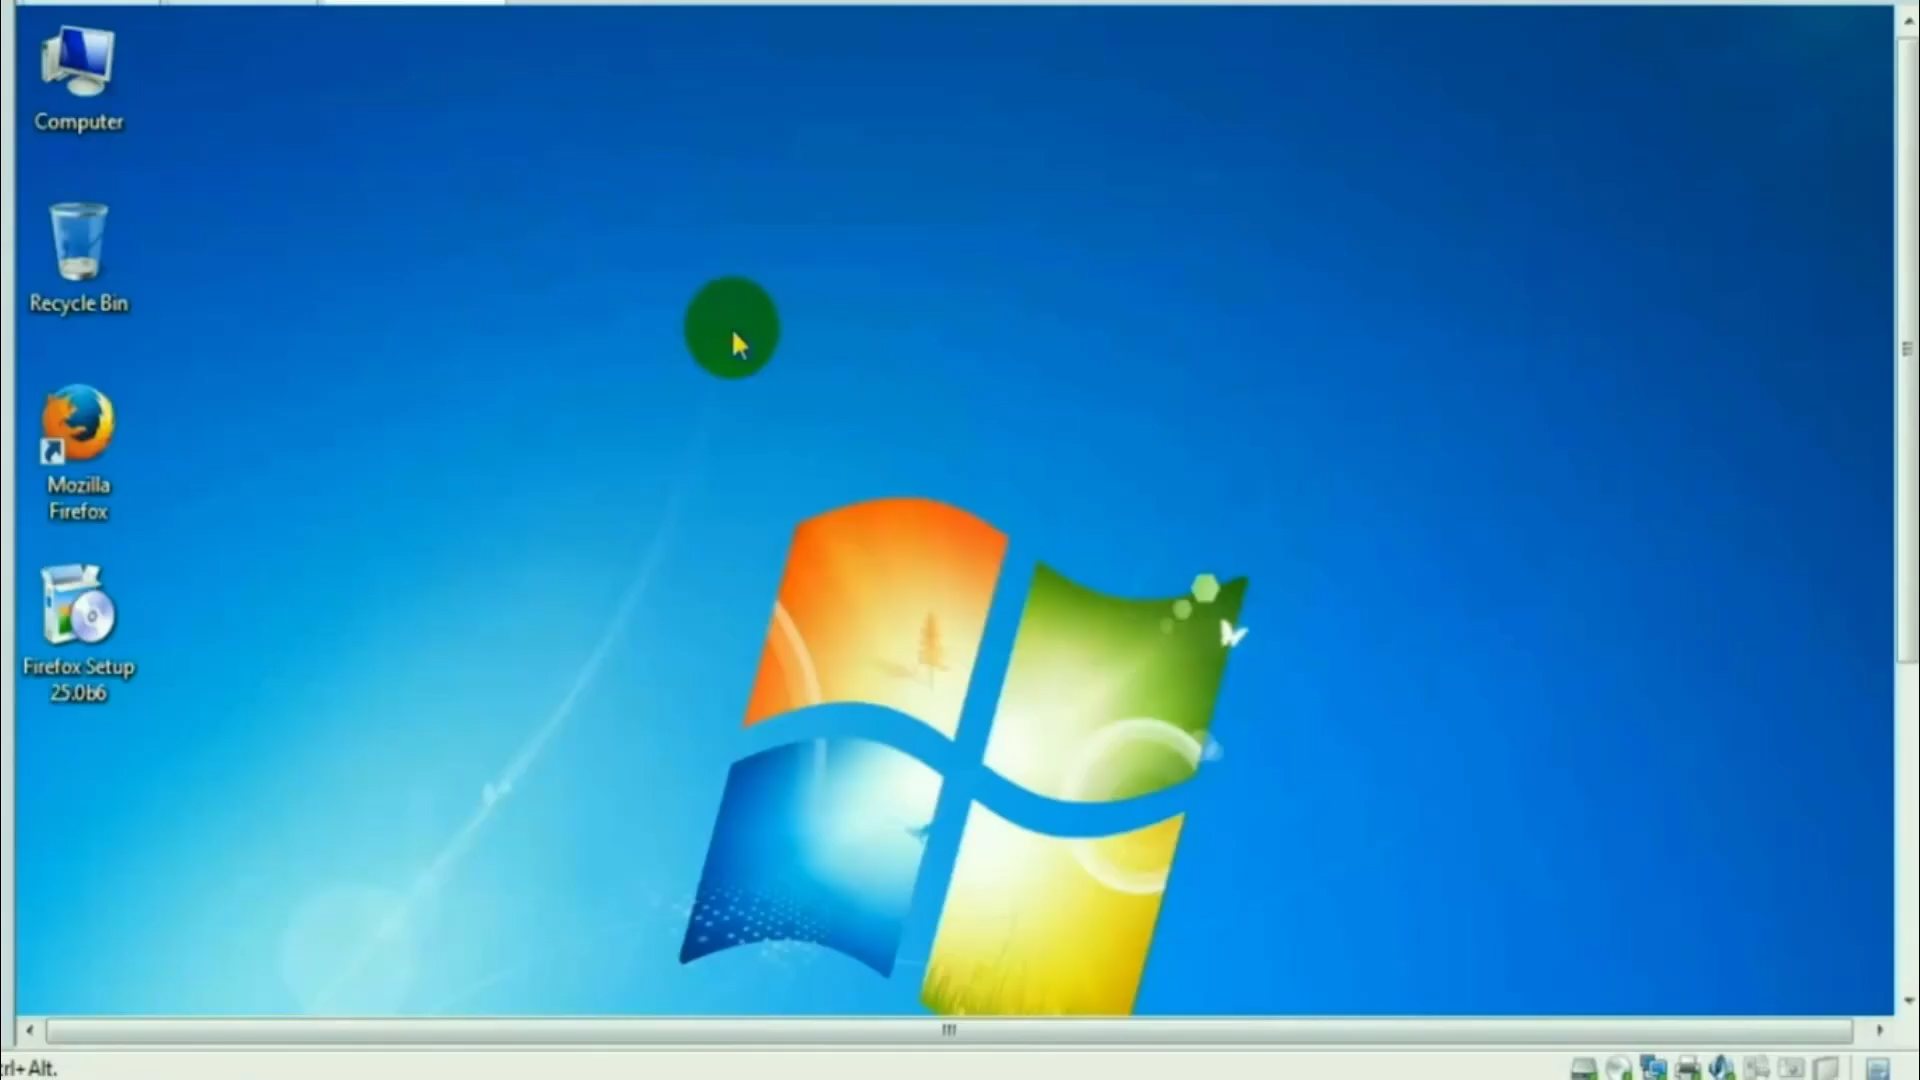 Computer
Recycle Bin
Mozilla
Firefox
Firefox Setup
25.0b6
rl+Alt.